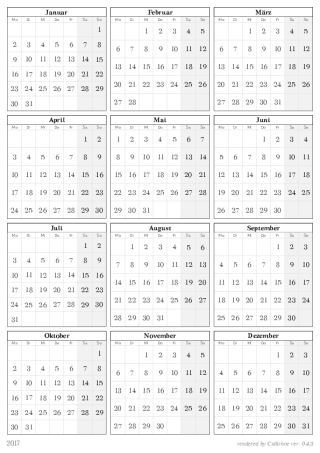 Januar
Mo Di Mi Do Fr Sa So
1
2 3 4 5 6 7 8
9 10 11 12 13 14 15
16 17 18 19 20 21 22
23 24 25 26 27 28 29
30 31
Februar
Mo Di Mi Do Fr Sa So
1 2 3 4 5
6 7 8 9 10 11 12
13 14 15 16 17 18 19
20 21 22 23 24 25 26
27 28
März
Mo Di Mi Do Fr Sa So
1 2 3 4 5
6 7 8 9 10 11 12
13 14 15 16 17 18 19
20 21 22 23 24 25 26
27 28 29 30 31
April
Mo Di Mi Do Fr Sa So
1 2
3 4 5 6 7 8 9
10 11 12 13 14 15 16
17 18 19 20 21 22 23
24 25 26 27 28 29 30
Mai
Mo Di Mi Do Fr Sa So
1 2 3 4 5 6 7
8 9 10 11 12 13 14
15 16 17 18 19 20 21
22 23 24 25 26 27 28
29 30 31
Juni
Mo Di Mi Do Fr Sa So
1 2 3 4
5 6 7 8 9 10 11
12 13 14 15 16 17 18
19 20 21 22 23 24 25
26 27 28 29 30
Juli
Mo Di Mi Do Fr Sa So
1 2
3 4 5 6 7 8 9
10 11 12 13 14 15 16
17 18 19 20 21 22 23
24 25 26 27 28 29 30
31
August
Mo Di Mi Do Fr Sa So
1 2 3 4 5 6
7 8 9 10 11 12 13
14 15 16 17 18 19 20
21 22 23 24 25 26 27
28 29 30 31
September
Mo Di Mi Do Fr Sa So
1 2 3
4 5 6 7 8 9 10
11 12 13 14 15 16 17
18 19 20 21 22 23 24
25 26 27 28 29 30
Oktober
Mo Di Mi Do Fr Sa So
1
2 3 4 5 6 7 8
9 10 11 12 13 14 15
16 17 18 19 20 21 22
23 24 25 26 27 28 29
30 31
November
Mo Di Mi Do Fr Sa So
1 2 3 4 5
6 7 8 9 10 11 12
13 14 15 16 17 18 19
20 21 22 23 24 25 26
27 28 29 30
Dezember
Mo Di Mi Do Fr Sa So
1 2 3
4 5 6 7 8 9 10
11 12 13 14 15 16 17
18 19 20 21 22 23 24
25 26 27 28 29 30 31
2017
rendered by ver.